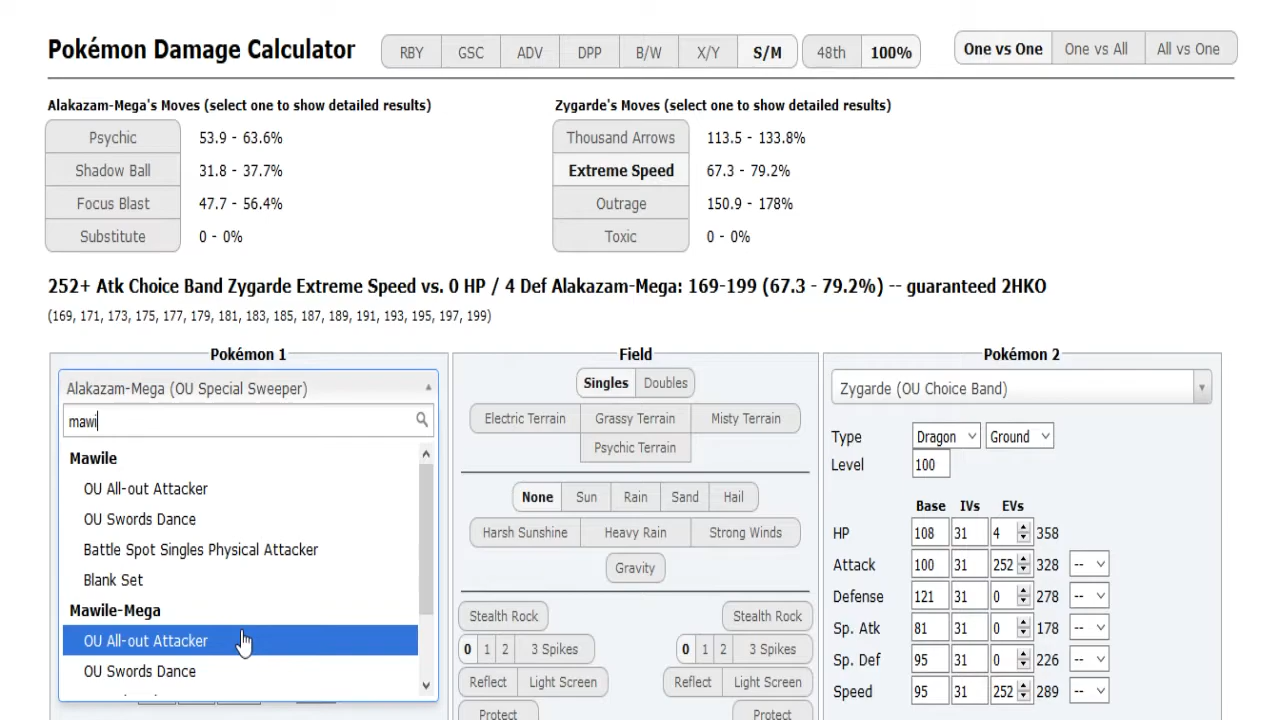 Pokémon Damage Calculator RBY GSC ADV DPP B/W X/Y S/M 48th 100% One vs One One vs All All vs One
Alakazam-Mega's Moves (select one to show detailed results)
Psychic 53.9 - 63.6%
Shadow Ball 31.8 - 37.7%
Focus Blast 47.7 - 56.4%
Substitute 0 - 0%
Zygarde's Moves (select one to show detailed results)
Thousand Arrows 113.5 - 133.8%
Extreme Speed 67.3 - 79.2%
Outrage 150.9 - 178%
Toxic 0 - 0%
252+ Atk Choice Band Zygarde Extreme Speed vs. 0 HP / 4 Def Alakazam-Mega: 169-199 (67.3 - 79.2%) -- guaranteed 2HKO
(169, 171, 173, 175, 177, 179, 181, 183, 185, 187, 189, 191, 193, 195, 197, 199)
Pokémon 1
Alakazam-Mega (OU Special Sweeper)
mawi
Mawile
OU All-out Attacker
OU Swords Dance
Battle Spot Singles Physical Attacker
Blank Set
Mawile-Mega
OU All-out Attacker
OU Swords Dance
Field
Singles Doubles
Electric Terrain Grassy Terrain Misty Terrain
Psychic Terrain
None Sun Rain Sand Hail
Harsh Sunshine Heavy Rain Strong Winds
Gravity
Stealth Rock Stealth Rock
0 1 2 3 Spikes 0 1 2 3 Spikes
Reflect Light Screen Reflect Light Screen
Protect Protect
Pokémon 2
Zygarde (OU Choice Band)
Type Dragon Ground
Level 100
Base IVs EVs
HP 108 31 4 358
Attack 100 31 252 328 --
Defense 121 31 0 278 --
Sp. Atk 81 31 0 178 --
Sp. Def 95 31 0 226 --
Speed 95 31 252 289 --